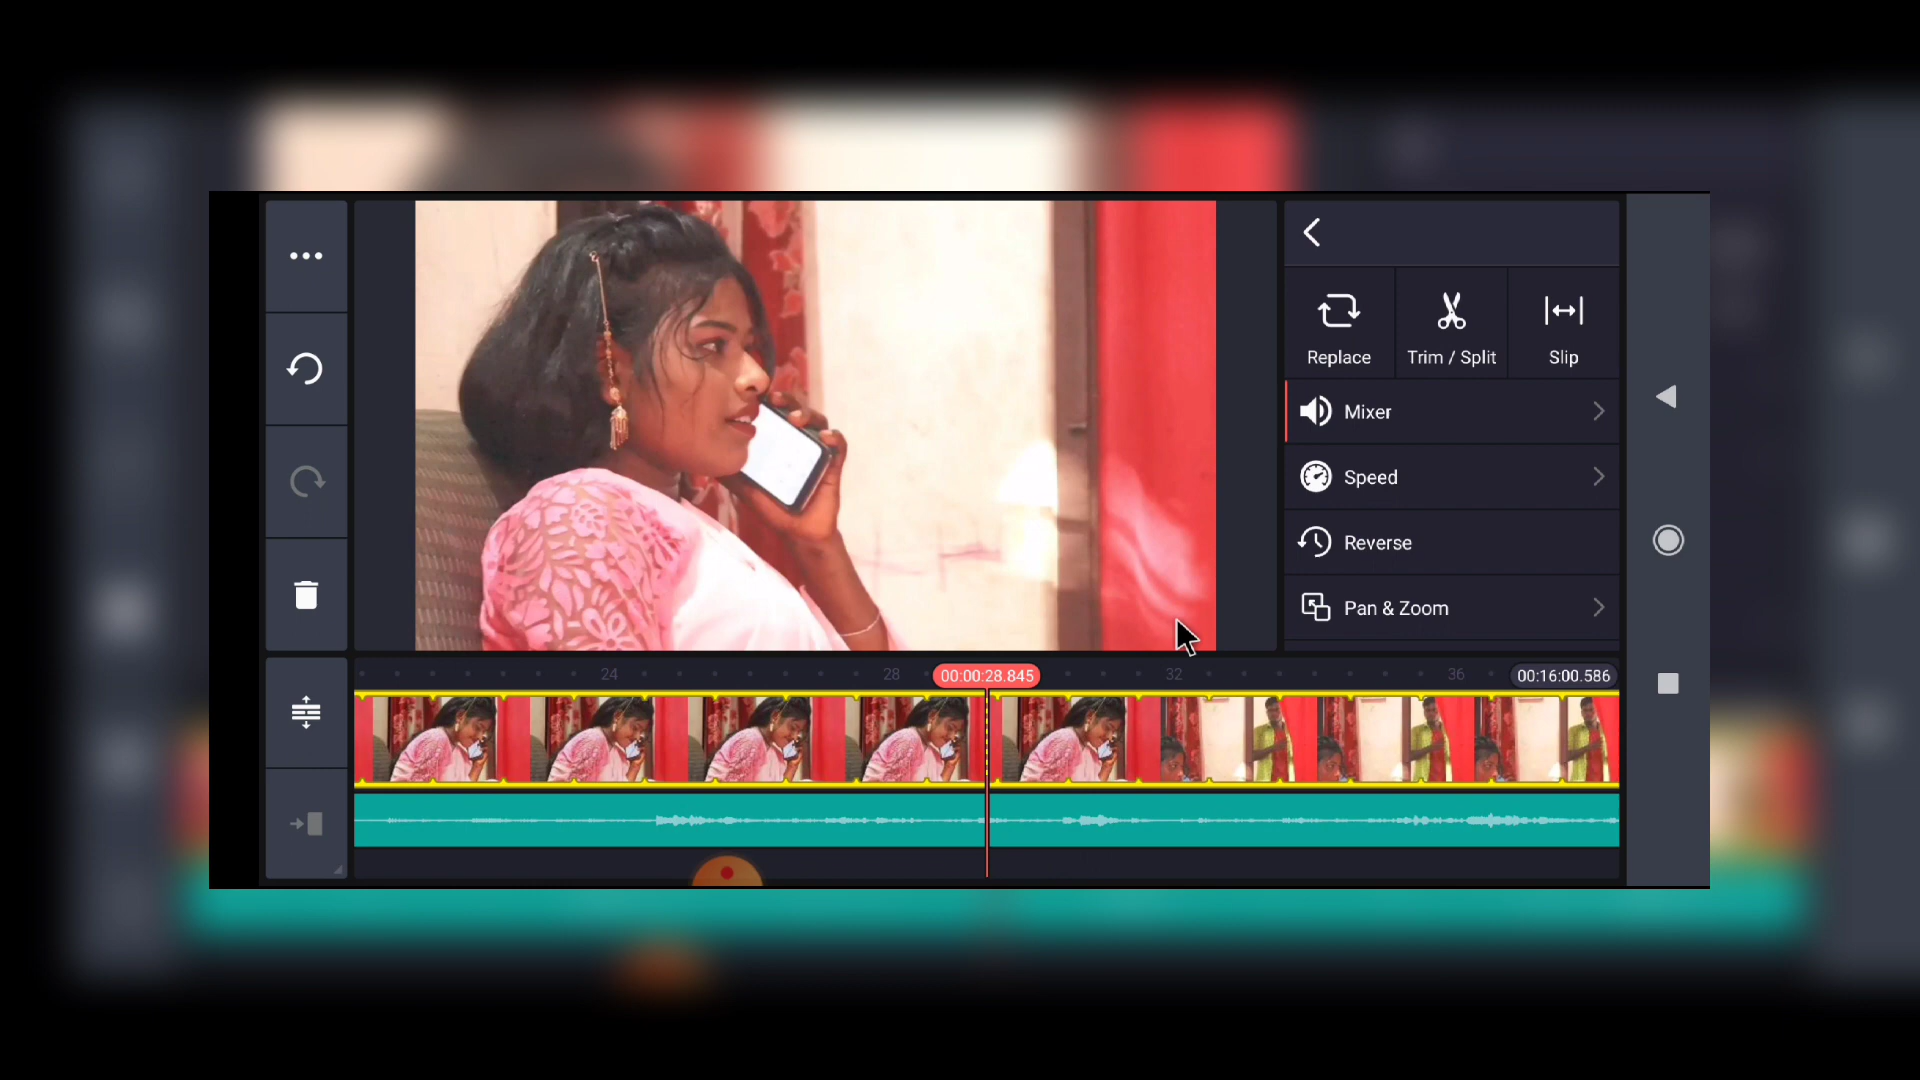 Replace
Trim / Split
Slip
Mixer
Speed
Reverse
Pan & Zoom
24
28
00:00:28.845
32
36
00:16:00.586